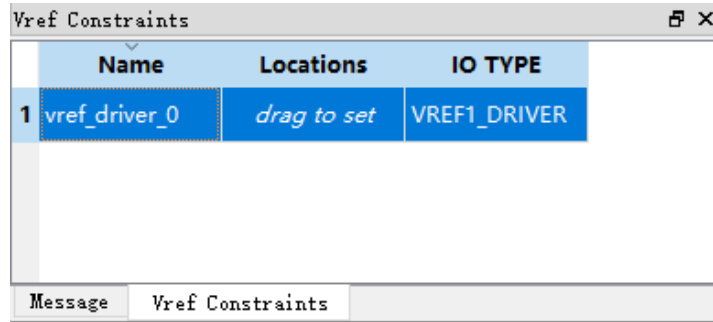 Vref Constraints
Name Locations IO TYPE
1 vref_driver_0 drag to set VREF1_DRIVER
Message Vref Constraints